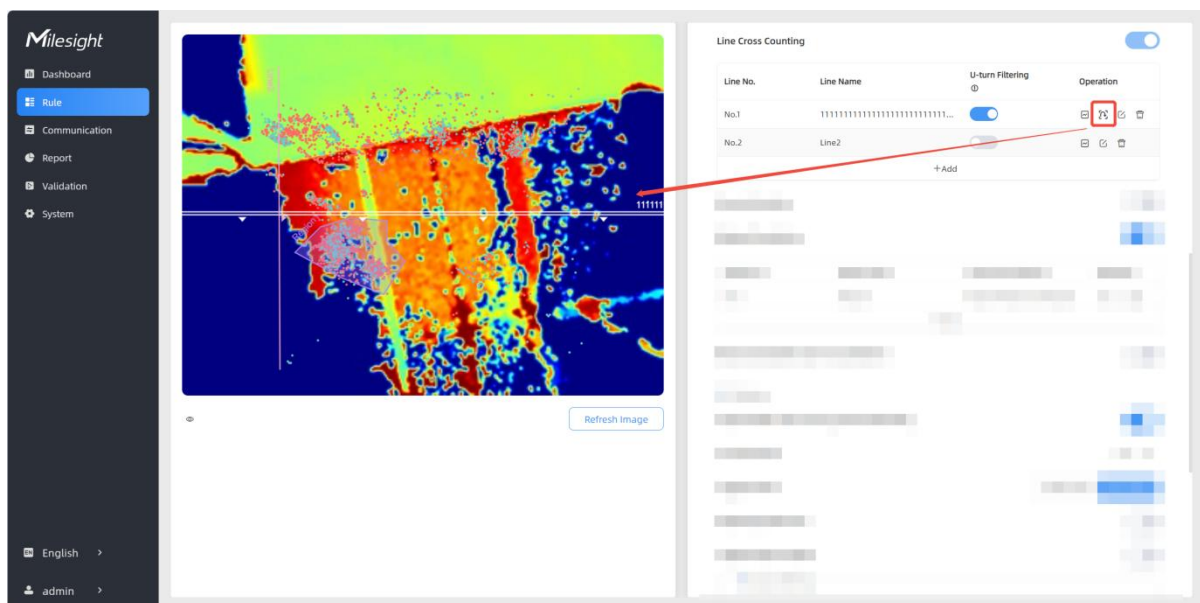 Milesight
Dashboard
Rule
Communication
Report
Validation
System
English
admin
111111
Refresh Image
Line Cross Counting
Line No.
Line Name
U-turn Filtering
Operation
No.1
1111111111111111111111111111...
No.2
Line2
+Add